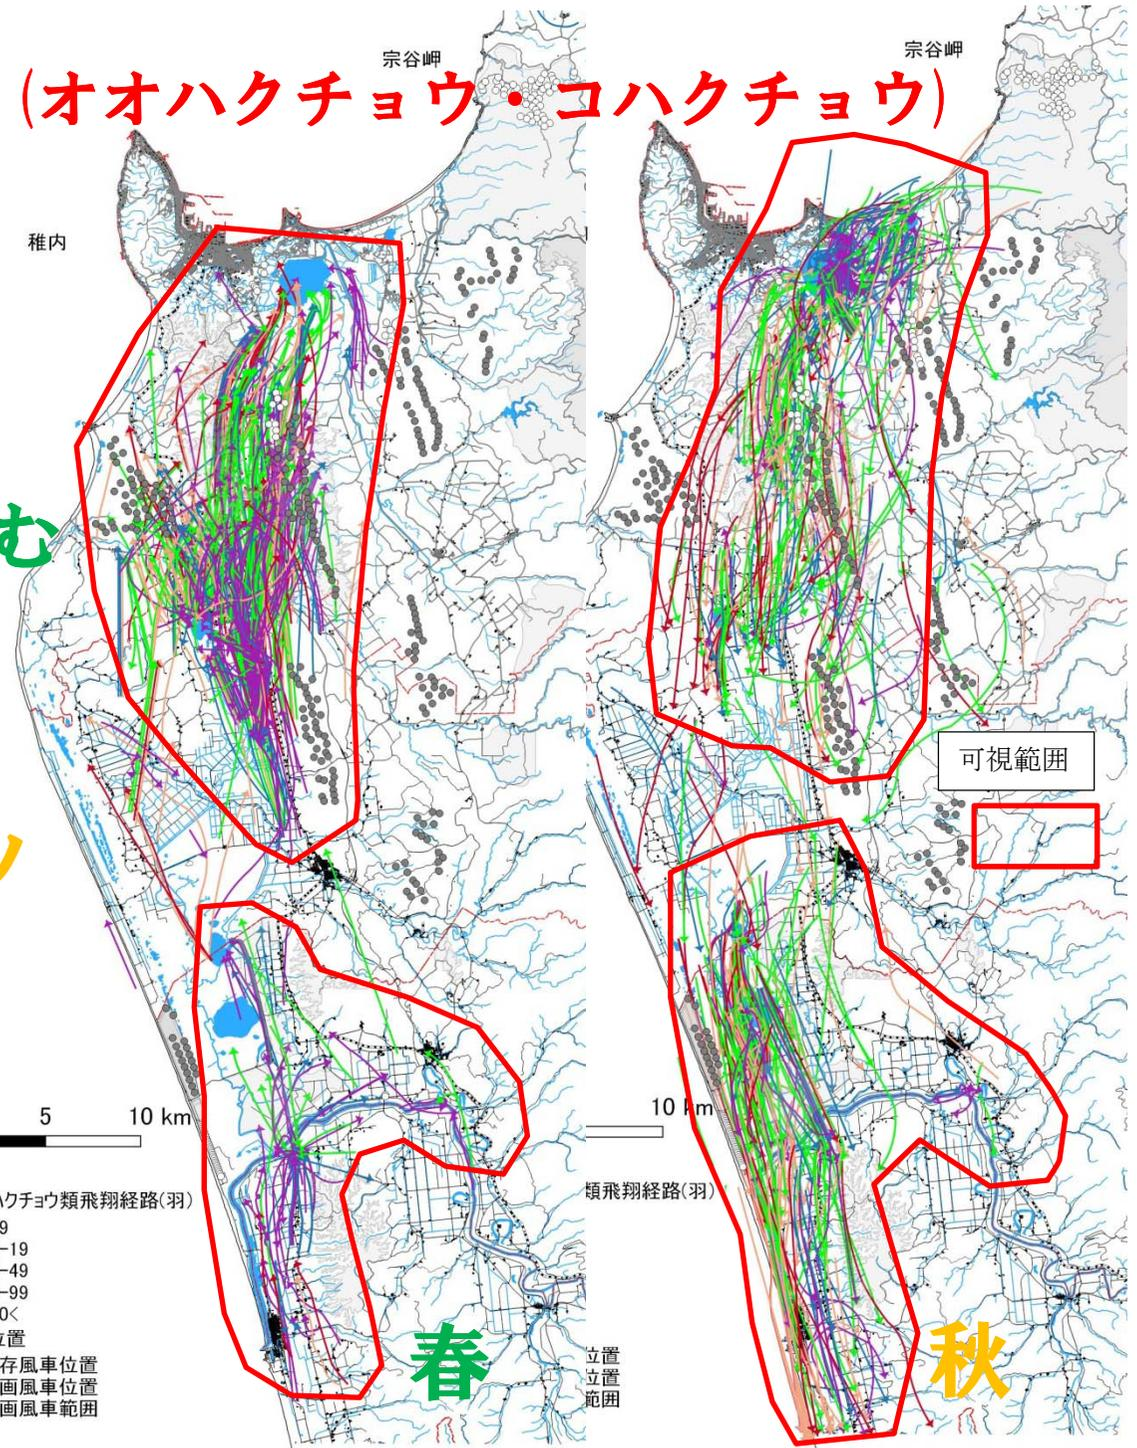 宗谷岬
宗谷岬
(オオハクチョウ・コハクチョウ)
稚内
む
可視範囲
ノ
5 10 km
10 km
ハクチョウ類飛翔経路(羽)
類飛翔経路(羽)
9
-19
-49
-99
0<
位置
存風車位置
画風車位置
画風車範囲
位置
位置
範囲
春
秋